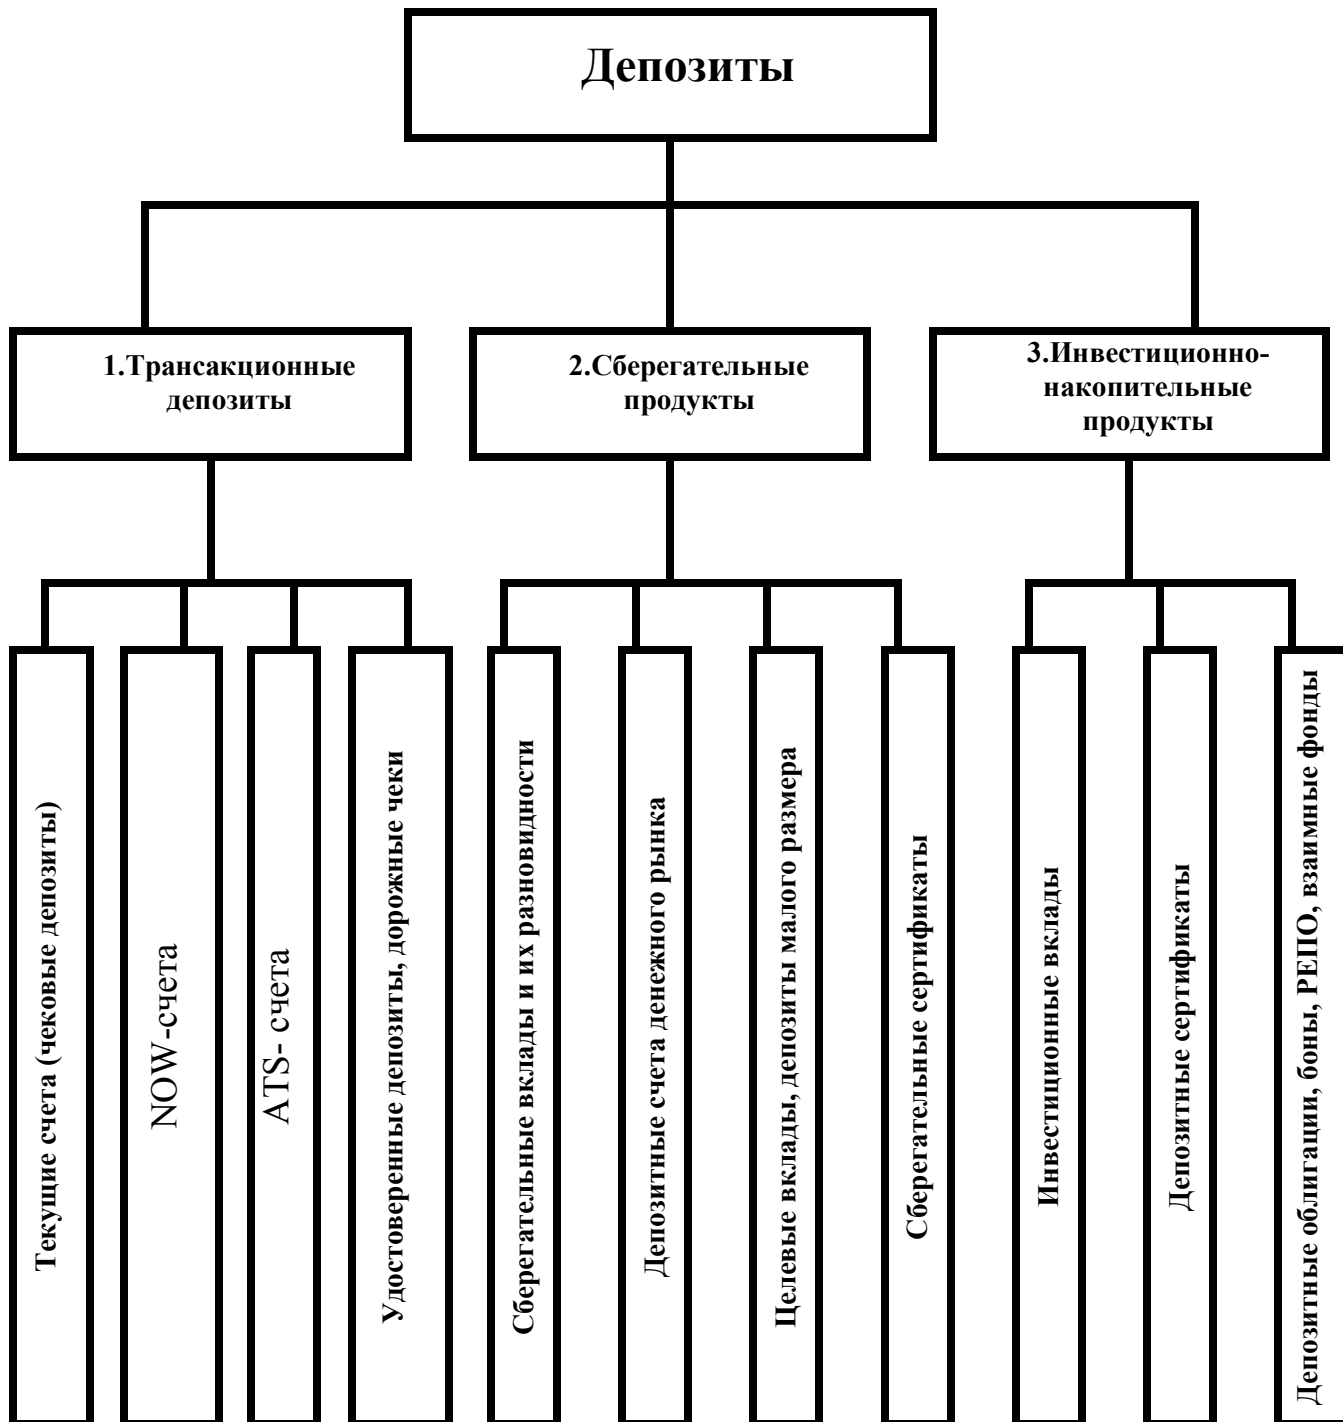 Депозиты
1.Трансакционные
депозиты
2.Сберегательные
продукты
3.Инвестиционно-
накопительные
продукты
Текущие счета (чековые депозиты)
NOW-счета
ATS- счета
Удостоверенные депозиты, дорожные чеки
Сберегательные вклады и их разновидности
Депозитные счета денежного рынка
Целевые вклады, депозиты малого размера
Сберегательные сертификаты
Инвестиционные вклады
Депозитные сертификаты
Депозитные облигации, боны, РЕПО, взаимные фонды